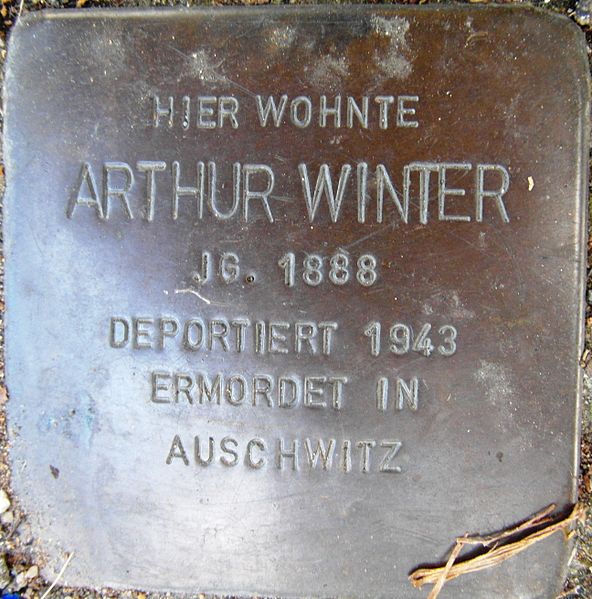 HIER WOHNTE
ARTHUR WINTER
JG. 1888
DEPORTIERT 1943
ERMORDET IN
AUSCHWITZ